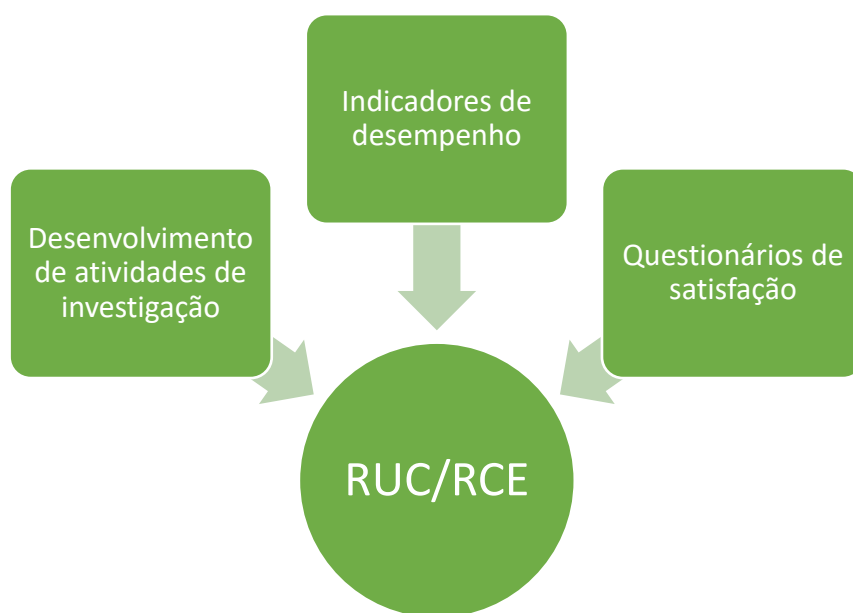 Indicadores de
desempenho
Desenvolvimento
de atividades de
investigação
Questionários de
satisfação
RUC/RCE